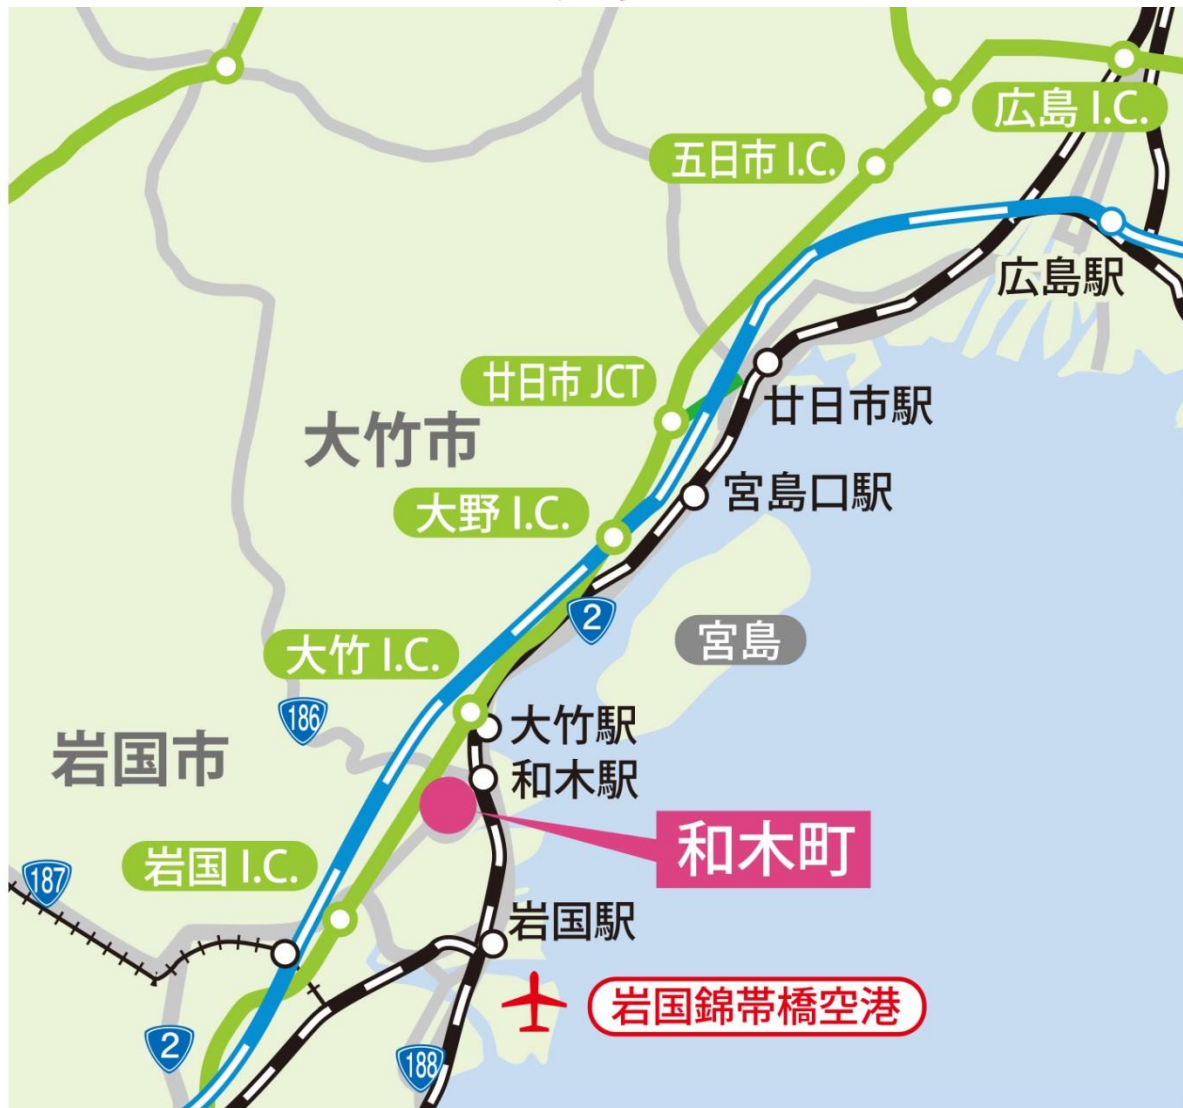 広島 I.C.
五日市 I.C.
広島駅
廿日市 JCT
廿日市駅
大竹市
宮島口駅
大野 I.C.
2
宮島
大竹 I.C.
186
大竹駅
岩国市
和木駅
和木町
岩国 I.C.
187
岩国駅
岩国錦帯橋空港
2
188